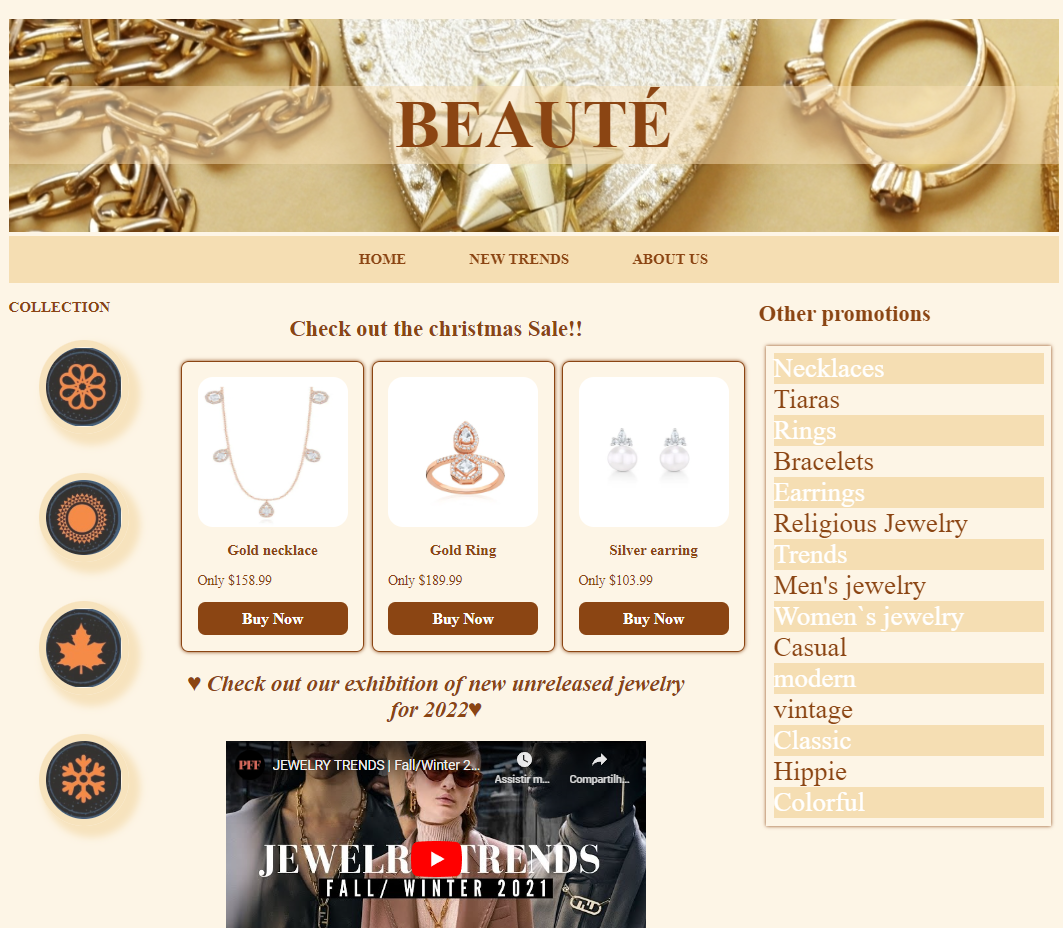 BEAUTÉ
HOME NEW TRENDS ABOUT US
COLLECTION
Check out the christmas Sale!!
Gold necklace
Only $158.99
Buy Now
Gold Ring
Only $189.99
Buy Now
Silver earring
Only $103.99
Buy Now
♥ Check out our exhibition of new unreleased jewelry
for 2022♥
PFF
JEWELRY TRENDS | Fall/Winter 2...
Assistir m...
Compartilh...
JEWELRY TRENDS
FALL/ WINTER 2021
Other promotions
Necklaces
Tiaras
Rings
Bracelets
Earrings
Religious Jewelry
Trends
Men's jewelry
Women`s jewelry
Casual
modern
vintage
Classic
Hippie
Colorful